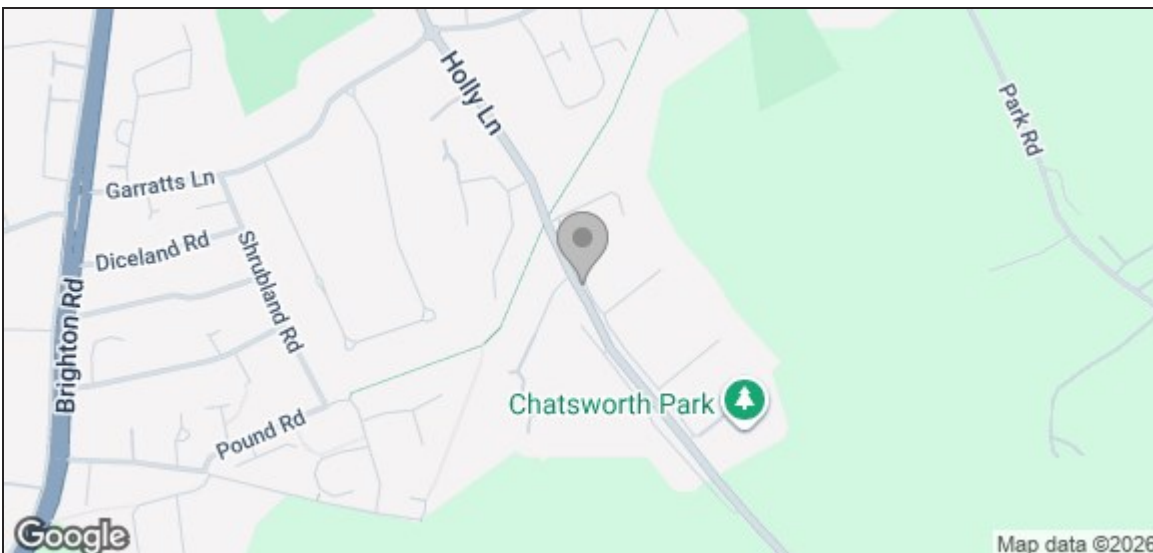 Holly Ln
Park Rd
Garratts Ln
Diceland Rd
Shrubland Rd
Brighton Rd
Chatsworth Park
Pound Rd
Google
Map data ©2026